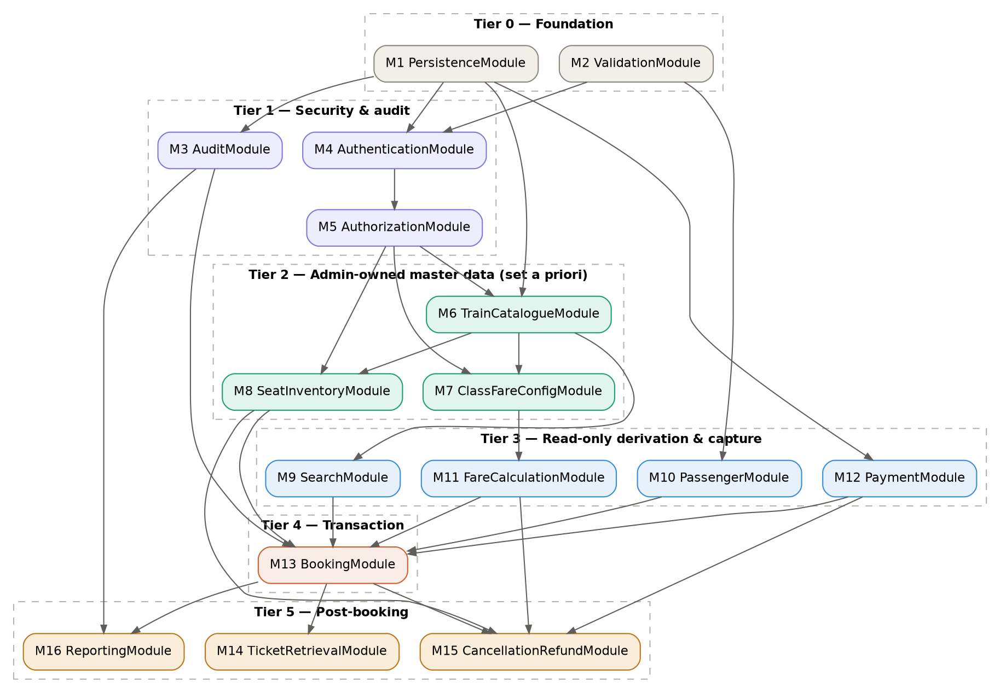 Tier 0 — Foundation
M1 PersistenceModule
M2 ValidationModule
Tier 1 — Security & audit
M3 AuditModule
M4 AuthenticationModule
M5 AuthorizationModule
Tier 2 — Admin-owned master data (set a priori)
M6 TrainCatalogueModule
M8 SeatInventoryModule
M7 ClassFareConfigModule
Tier 3 — Read-only derivation & capture
M9 SearchModule
M11 FareCalculationModule
M10 PassengerModule
M12 PaymentModule
Tier 4 — Transaction
M13 BookingModule
Tier 5 — Post-booking
M16 ReportingModule
M14 TicketRetrievalModule
M15 CancellationRefundModule